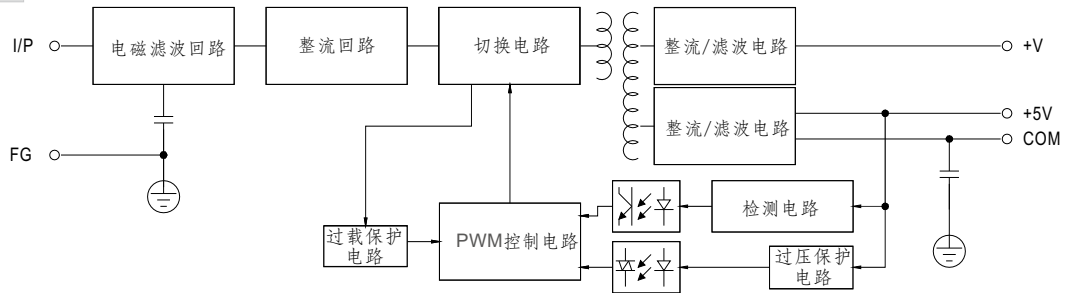 I/P
电磁滤波回路
整流回路
切换电路
整流/滤波电路
+V
整流/滤波电路
+5V
COM
FG
检测电路
过载保护
电路
PWM控制电路
过压保护
电路